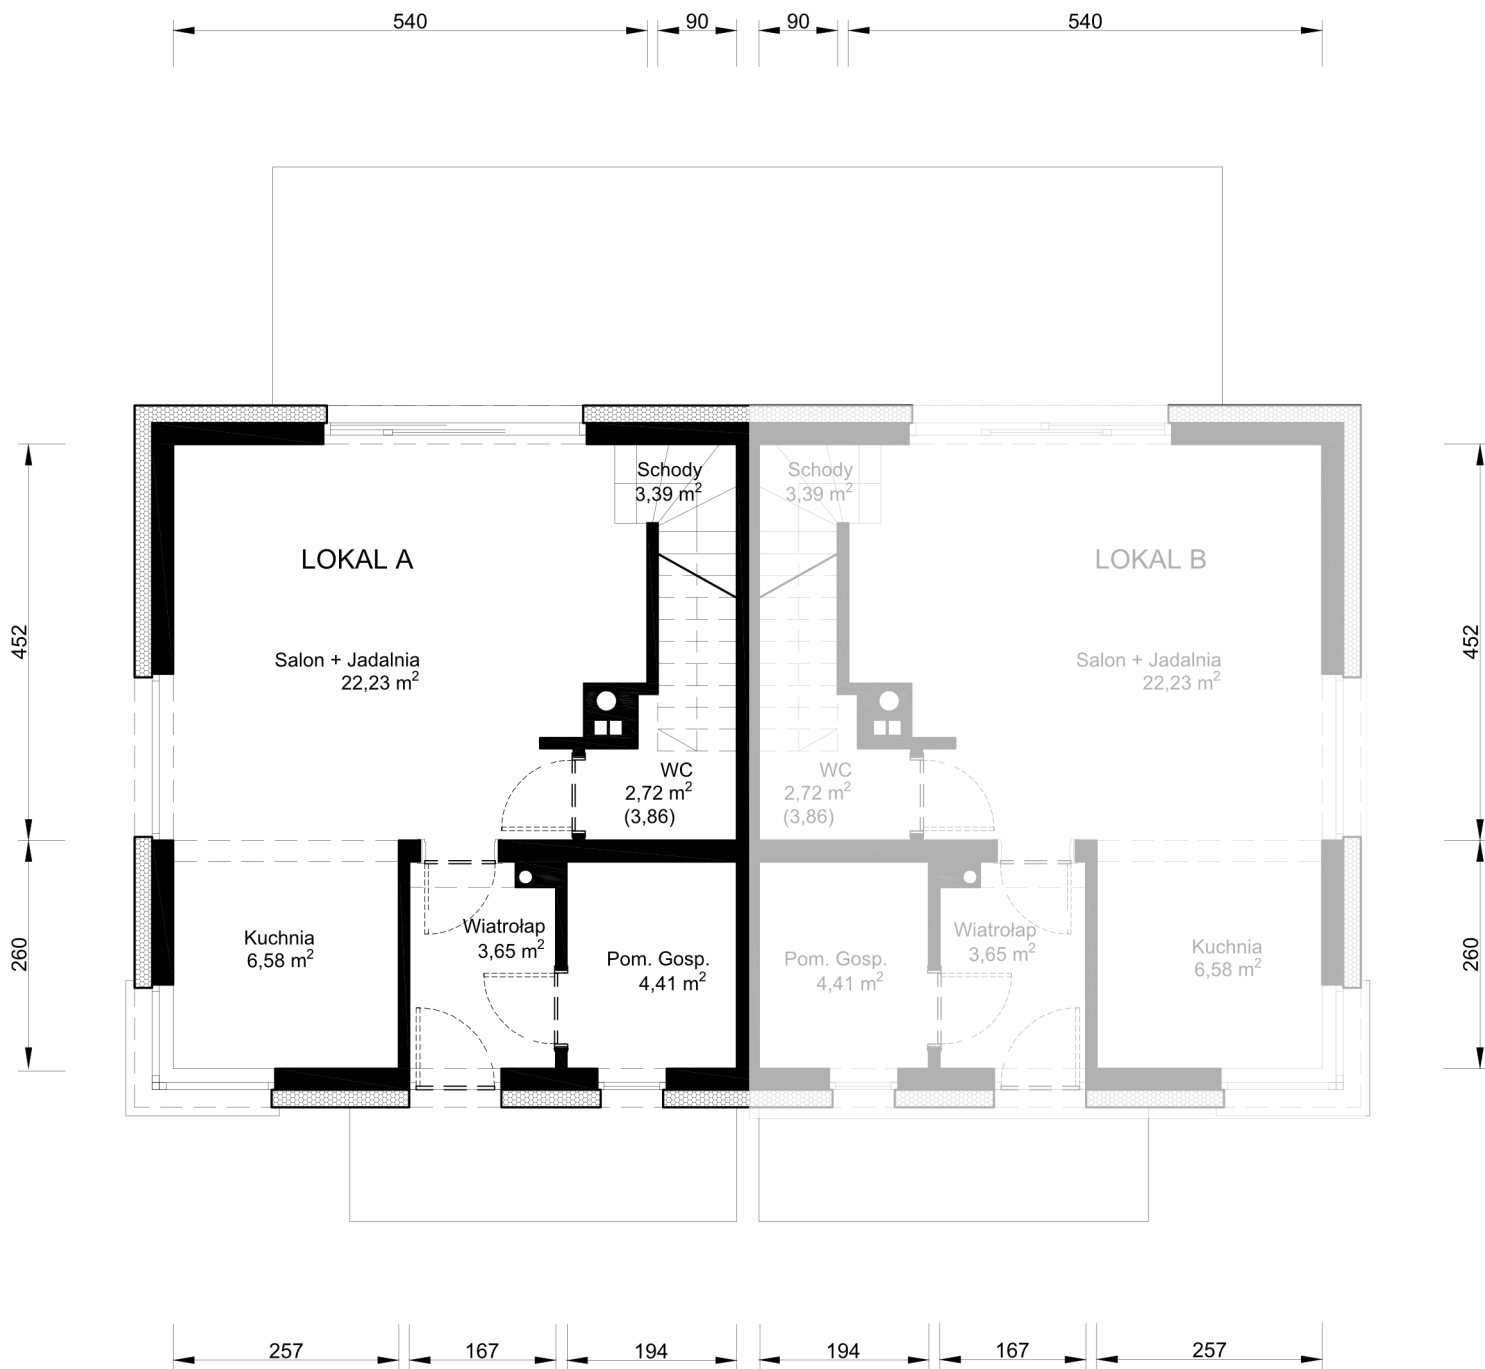 540
90
90
540
Schody
3,39 m²
Schody
3,39 m²
LOKAL A
LOKAL B
452
452
Salon + Jadalnia
22,23 m²
Salon + Jadalnia
22,23 m²
WC
2,72 m²
(3,86)
WC
2,72 m²
(3,86)
260
260
Kuchnia
6,58 m²
Wiatrołap
3,65 m²
Pom. Gosp.
4,41 m²
Pom. Gosp.
4,41 m²
Wiatrołap
3,65 m²
Kuchnia
6,58 m²
257
167
194
194
167
257